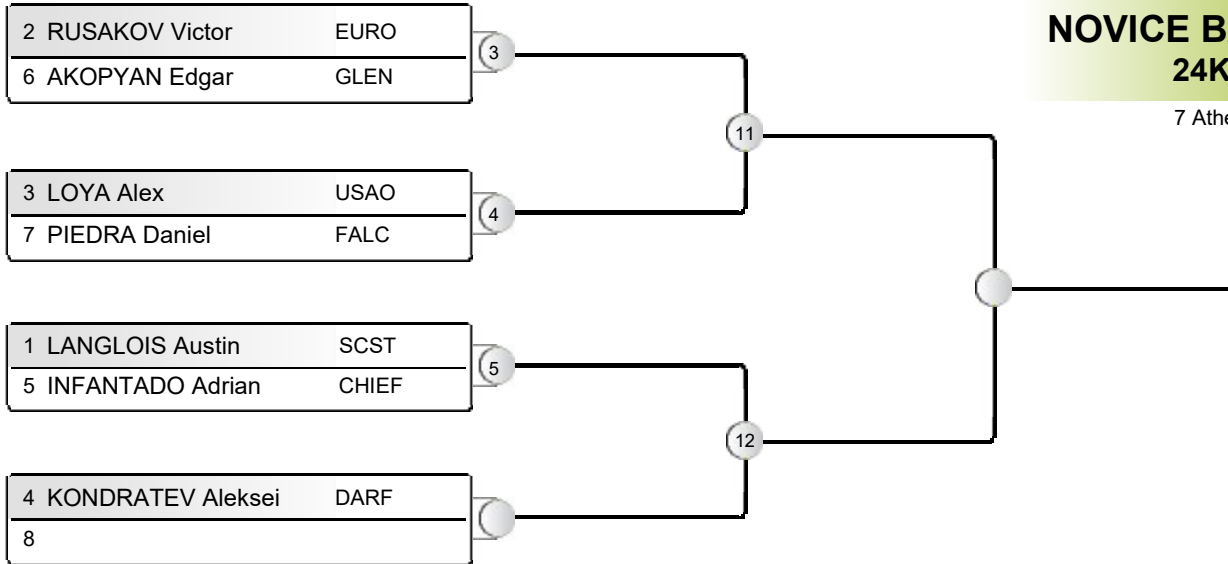 NOVICE B
24K
7 Athe
2 RUSAKOV Victor EURO
6 AKOPYAN Edgar GLEN
3
11
3 LOYA Alex USAO
7 PIEDRA Daniel FALC
4
1 LANGLOIS Austin SCST
5 INFANTADO Adrian CHIEF
5
12
4 KONDRATEV Aleksei DARF
8